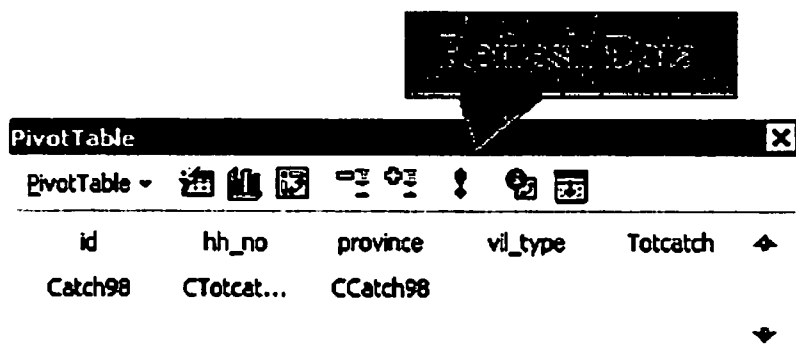 Refresh Data
PivotTable
PivotTable
id hh_no province vil_type Totcatch
Catch98 CTotcat... CCatch98